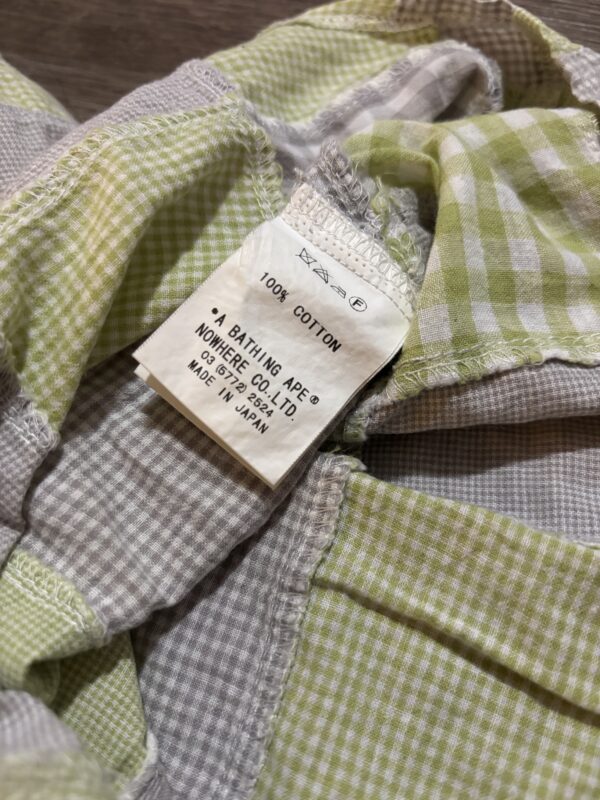 F
100% COTTON
•A BATHING APE®
NOWHERE CO.,LTD.
03 (5772) 2524
MADE IN JAPAN